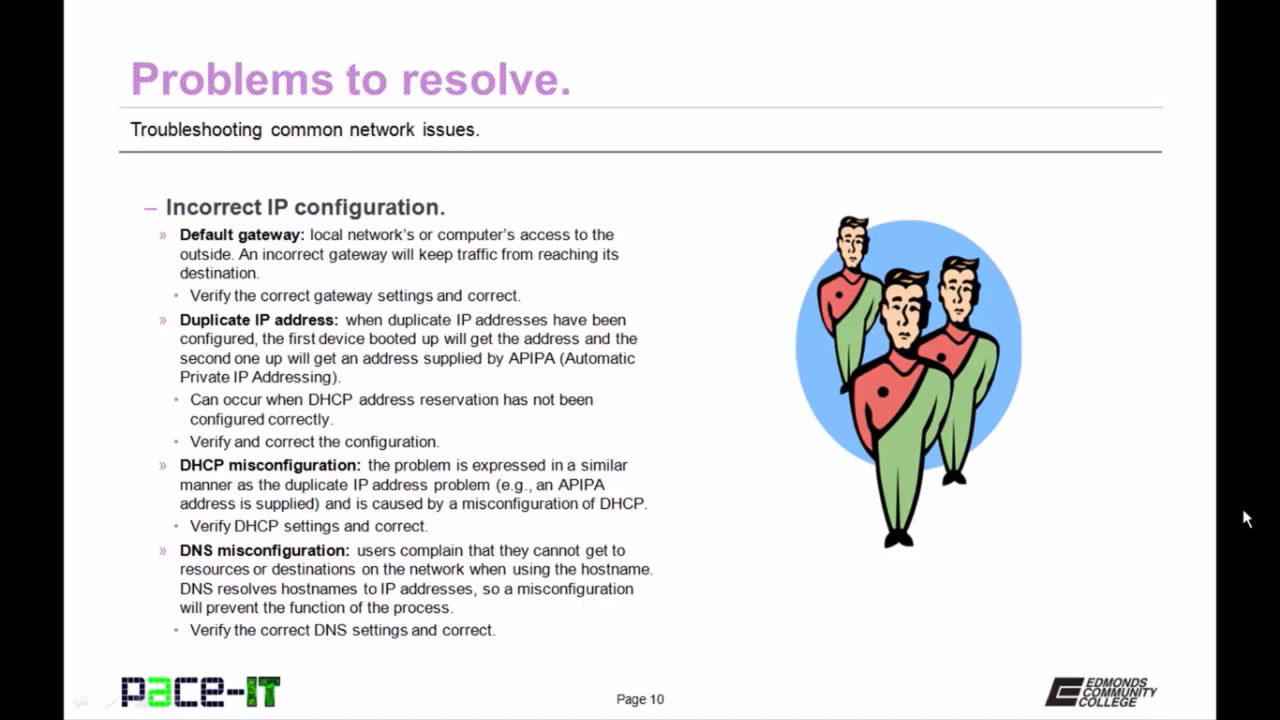 Problems to resolve.
Troubleshooting common network issues.
– Incorrect IP configuration.
» Default gateway: local network's or computer's access to the
outside. An incorrect gateway will keep traffic from reaching its
destination.
• Verify the correct gateway settings and correct.
» Duplicate IP address: when duplicate IP addresses have been
configured, the first device booted up will get the address and the
second one up will get an address supplied by APIPA (Automatic
Private IP Addressing).
• Can occur when DHCP address reservation has not been
configured correctly.
• Verify and correct the configuration.
» DHCP misconfiguration: the problem is expressed in a similar
manner as the duplicate IP address problem (e.g., an APIPA
address is supplied) and is caused by a misconfiguration of DHCP.
• Verify DHCP settings and correct.
» DNS misconfiguration: users complain that they cannot get to
resources or destinations on the network when using the hostname.
DNS resolves hostnames to IP addresses, so a misconfiguration
will prevent the function of the process.
• Verify the correct DNS settings and correct.
pace-IT
Page 10
EDMONDS
COMMUNITY
COLLEGE